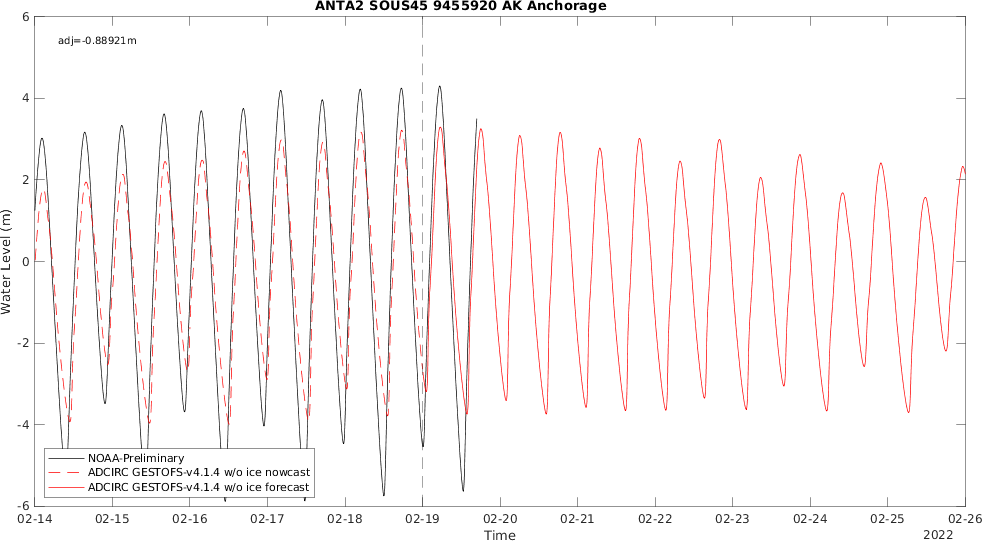 ANTA2 SOUS45 9455920 AK Anchorage
6
adj=-0.88921m
4
2
0
-2
-4
-6
Water Level (m)
NOAA-Preliminary
ADCIRC GESTOFS-v4.1.4 w/o ice nowcast
ADCIRC GESTOFS-v4.1.4 w/o ice forecast
02-14 02-15 02-16 02-17 02-18 02-19 02-20 02-21 02-22 02-23 02-24 02-25 02-26
Time
2022